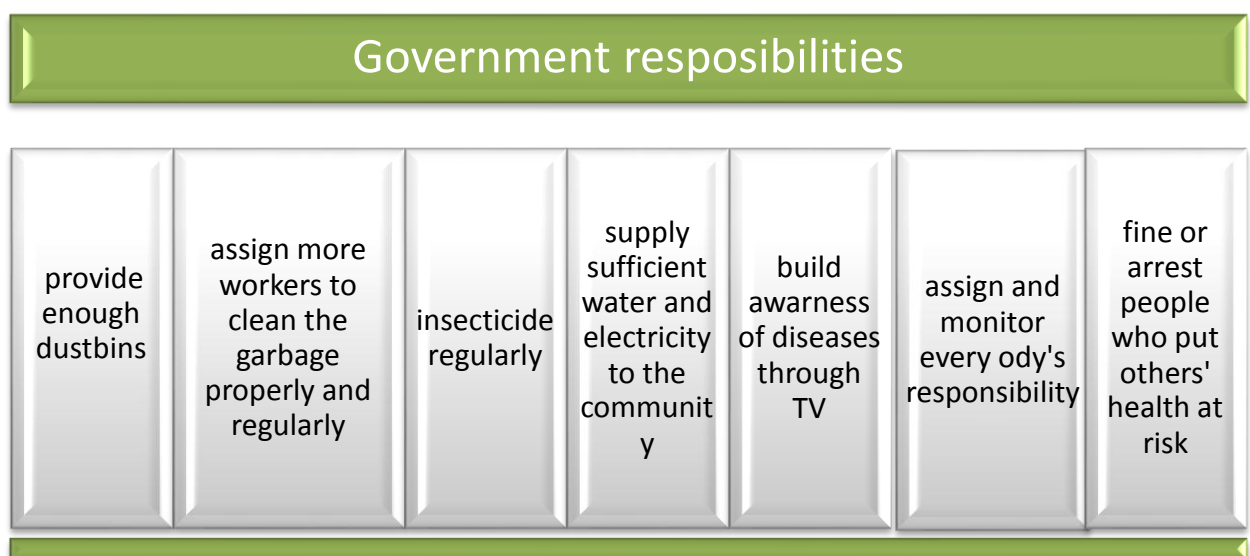 Government resposibilities
provide
enough
dustbins
assign more
workers to
clean the
garbage
properly and
regularly
insecticide
regularly
supply
sufficient
water and
electricity
to the
communit
y
build
awarness
of diseases
through
TV
assign and
monitor
every ody's
responsibility
fine or
arrest
people
who put
others'
health at
risk